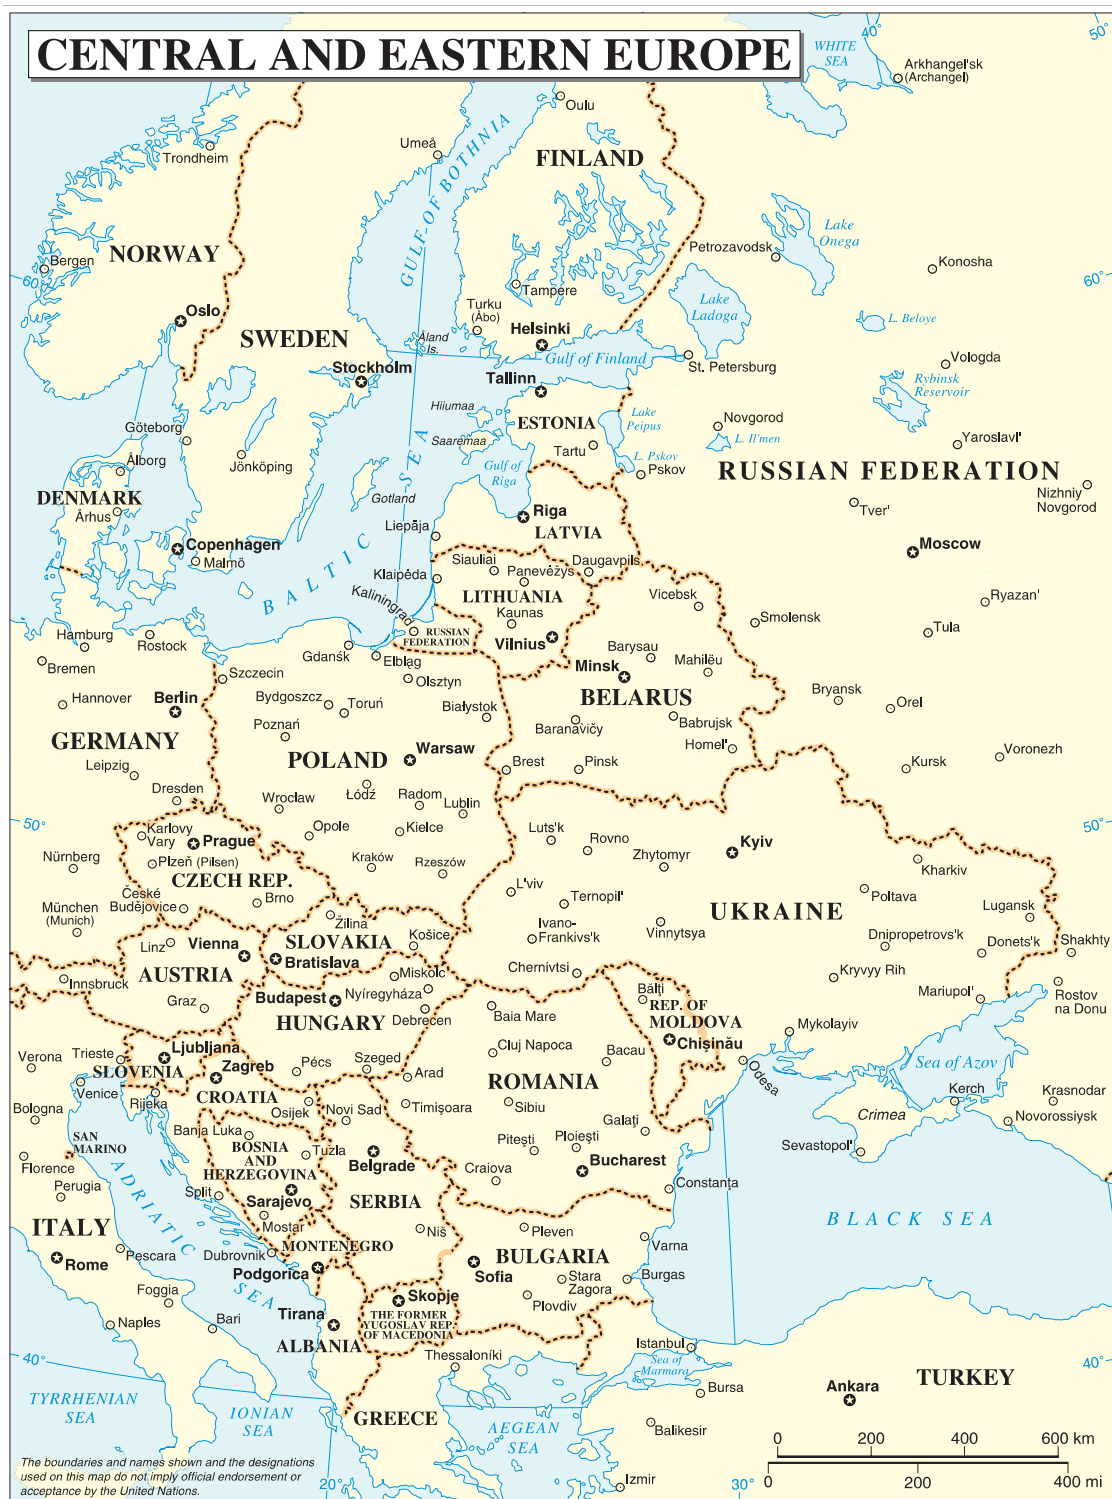 CENTRAL AND EASTERN EUROPE
WHITE
SEA
40°
50°
Arkhangel'sk
(Archangel)
Oulu
Umeå
Trondheim
FINLAND
GULF OF BOTHNIA
Lake
Onega
Petrozavodsk
NORWAY
Bergen
Konosha
60°
60°
Tampere
Turku
(Åbo)
Lake
Ladoga
Oslo
Helsinki
L. Beloye
SWEDEN
Åland
Is.
Gulf of Finland
St. Petersburg
Vologda
Stockholm
Tallinn
Rybinsk
Reservoir
Hiiumaa
ESTONIA
Lake
Peipus
Novgorod
Göteborg
Saaremaa
L. Il'men
Yaroslavl'
Tartu
Jönköping
Ålborg
Gulf of
Riga
L. Pskov
Pskov
RUSSIAN FEDERATION
DENMARK
Gotland
Nizhniy
Novgorod
Århus
Riga
Tver'
Liepāja
LATVIA
Copenhagen
Moscow
Malmö
BALTIC SEA
Siauliai
Daugavpils
Klaipėda
Panevėžys
LITHUANIA
Vicebsk
Ryazan'
Kaliningrad
Kaunas
Smolensk
Hamburg
Rostock
RUSSIAN
FEDERATION
Vilnius
Tula
Gdańsk
Elbląg
Barysau
Bremen
Szczecin
Olsztyn
Minsk
Mahilëu
Hannover
Berlin
Bydgoszcz
Toruń
Białystok
BELARUS
Bryansk
Orel
Poznań
Baranavičy
Babrujsk
GERMANY
Warsaw
Homel'
POLAND
Brest
Pinsk
Voronezh
Leipzig
Kursk
Dresden
Wrocław
Łódź
Radom
Lublin
50°
50°
Karlovy
Vary
Prague
Opole
Kielce
Luts'k
Rovno
Kyiv
Nürnberg
Plzeň (Pilsen)
Kraków
Rzeszów
Zhytomyr
Kharkiv
CZECH REP.
České
Budějovice
Brno
L'viv
Ternopil'
Poltava
München
(Munich)
UKRAINE
Lugansk
Žilina
Ivano-
Frankivs'k
Vinnytsya
Linz
Vienna
SLOVAKIA
Košice
Dnipropetrovs'k
Donets'k
Shakhty
Bratislava
Innsbruck
AUSTRIA
Miskolc
Chernivtsi
Kryvyy Rih
Graz
Budapest
Nyíregyháza
Bălţi
Mariupol'
Rostov
na Donu
HUNGARY
Debrecen
Baia Mare
REP. OF
MOLDOVA
Mykolayiv
Ljubljana
Chişinău
Verona
Trieste
Pécs
Szeged
Cluj Napoca
Bacau
Sea of Azov
SLOVENIA
Zagreb
Arad
ROMANIA
Odesa
Venice
Rijeka
CROATIA
Kerch
Krasnodar
Bologna
Osijek
Novi Sad
Timişoara
Sibiu
Crimea
Novorossiysk
SAN
MARINO
Banja Luka
Galaţi
BOSNIA
AND
HERZEGOVINA
Tuzla
Piteşti
Ploieşti
Sevastopol'
Florence
Belgrade
Craiova
Bucharest
Perugia
ADRIATIC SEA
Split
Sarajevo
SERBIA
Constanţa
ITALY
Mostar
Niš
Pleven
BLACK SEA
Rome
Pescara
Dubrovnik
MONTENEGRO
BULGARIA
Varna
Podgorica
Sofia
Stara
Zagora
Burgas
Foggia
Skopje
Plovdiv
Naples
Bari
Tirana
THE FORMER
YUGOSLAV REP.
OF MACEDONIA
ALBANIA
Istanbul
40°
Thessaloníki
Sea of
Marmara
40°
TYRRHENIAN
SEA
IONIAN
SEA
GREECE
AEGEAN
SEA
Bursa
Ankara
TURKEY
Balikesir
0 200 400 600 km
The boundaries and names shown and the designations
used on this map do not imply official endorsement or
acceptance by the United Nations.
20°
Izmir
30°
0 200 400 mi